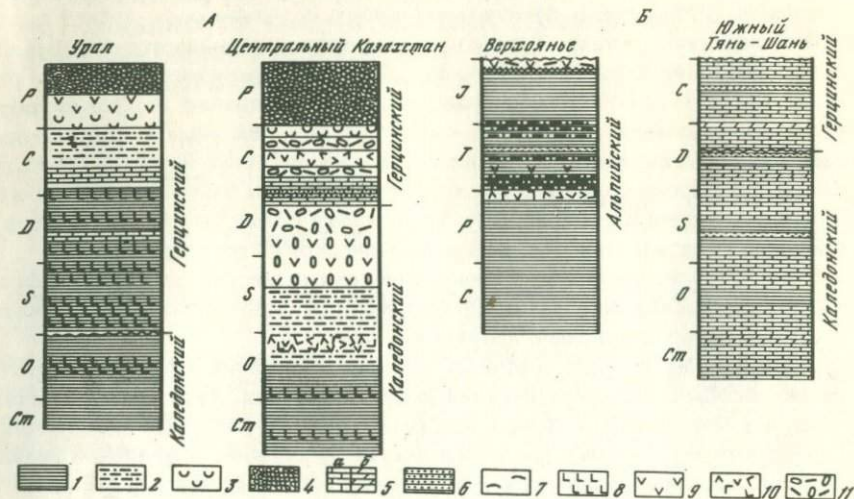 А
Б
Урал
Центральный Казахстан
Верхоянье
Южный
Тянь-Шань
P
C
D
S
O
Cm
Герцинский
Каледонский
P
C
D
S
O
Cm
Герцинский
Каледонский
J
T
P
C
Альпийский
C
D
S
O
Cm
Герцинский
Каледонский
а б
1 2 3 4 5 6 7 8 9 10 11